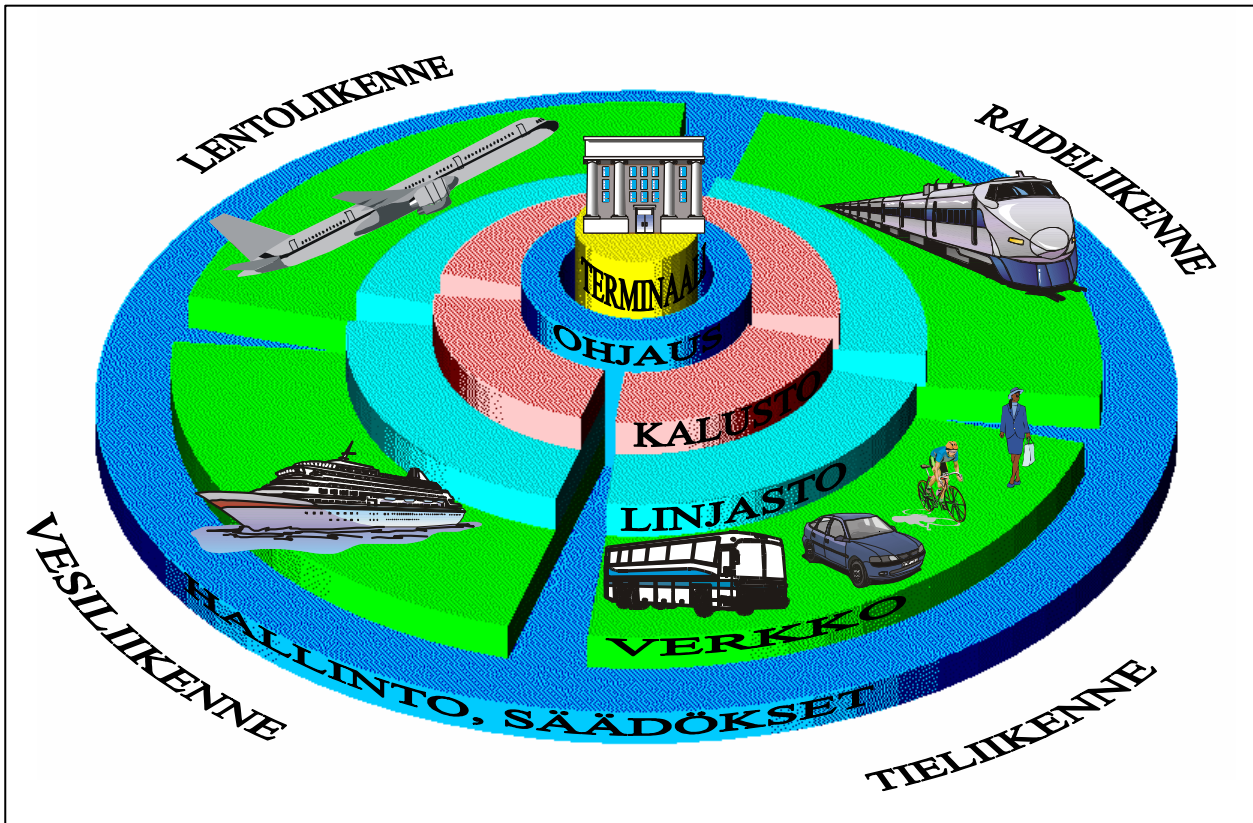 LENTOLIIKENNE
RAIDELIIKENNE
TERMINAALI
OHJAUS
KALUSTO
LINJASTO
VERKKO
HALLINTO, SÄÄDÖKSET
VESILIIKENNE
TIELIIKENNE